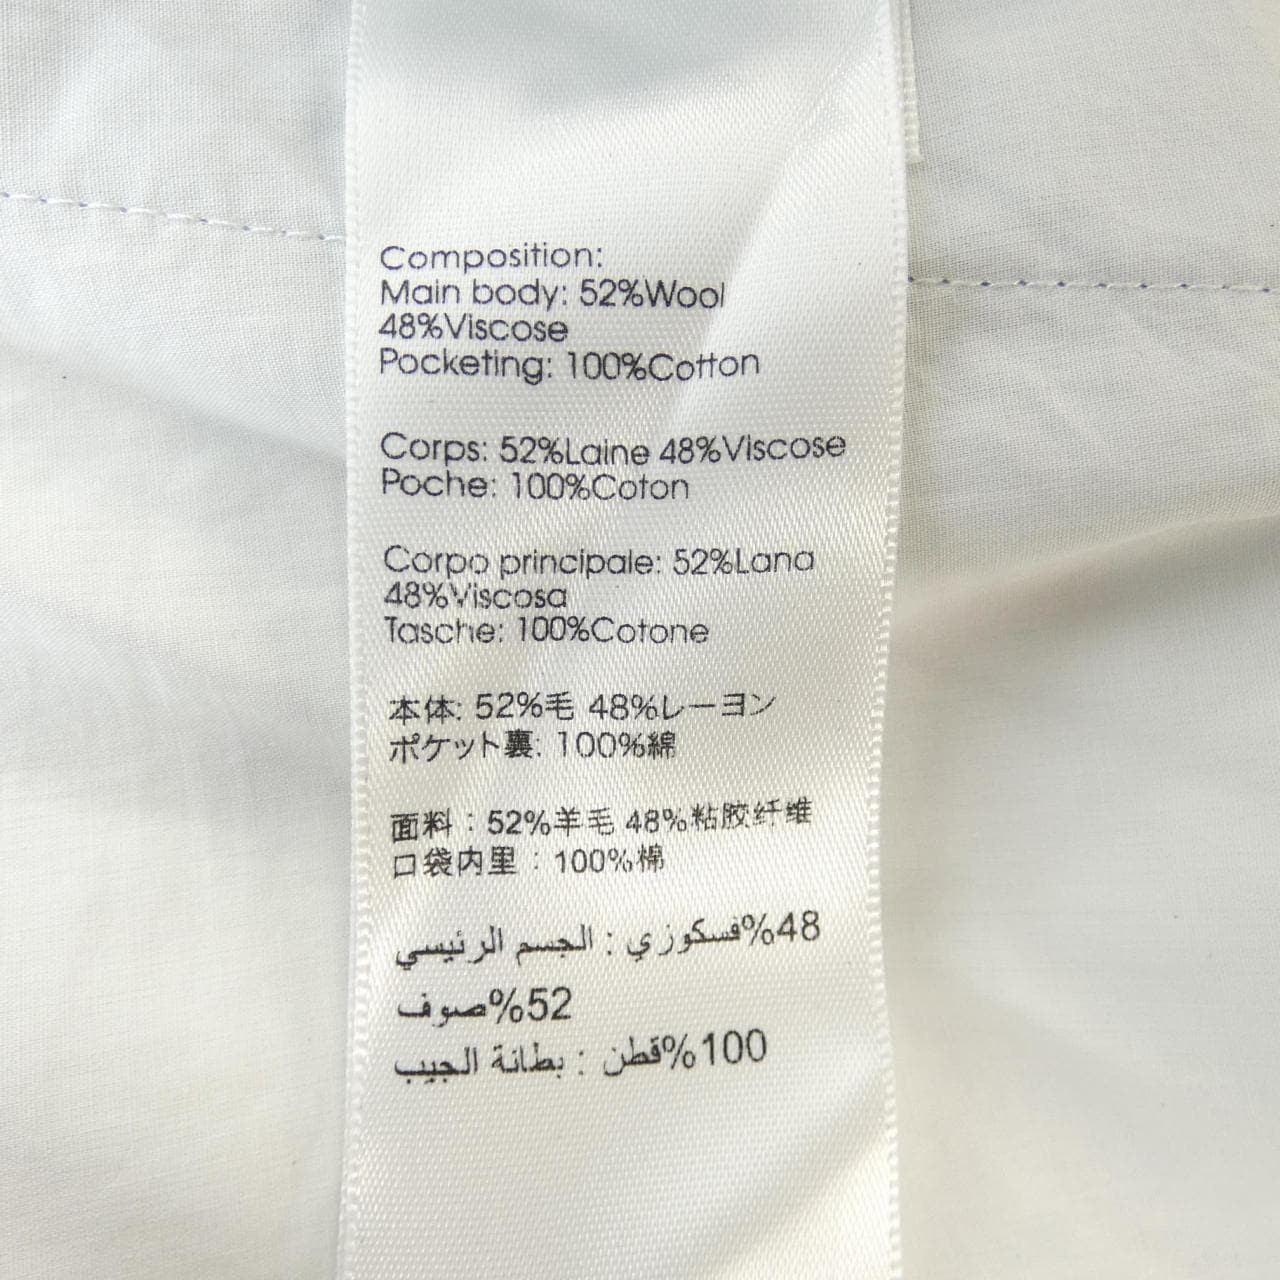 Composition:
Main body: 52%Wool
48%Viscose
Pocketing: 100%Cotton
Corps: 52%Laine 48%Viscose
Poche: 100%Coton
Corpo principale: 52%Lana
48%Viscosa
Tasche: 100%Cotone
本体: 52%毛 48%レーヨン
ポケット裏: 100%綿
面料：52%羊毛 48%粘胶纤维
口袋内里：100%棉
48%فسكوزي : الجسم الرئيسي
52%صوف
100%قطن : بطانة الجيب